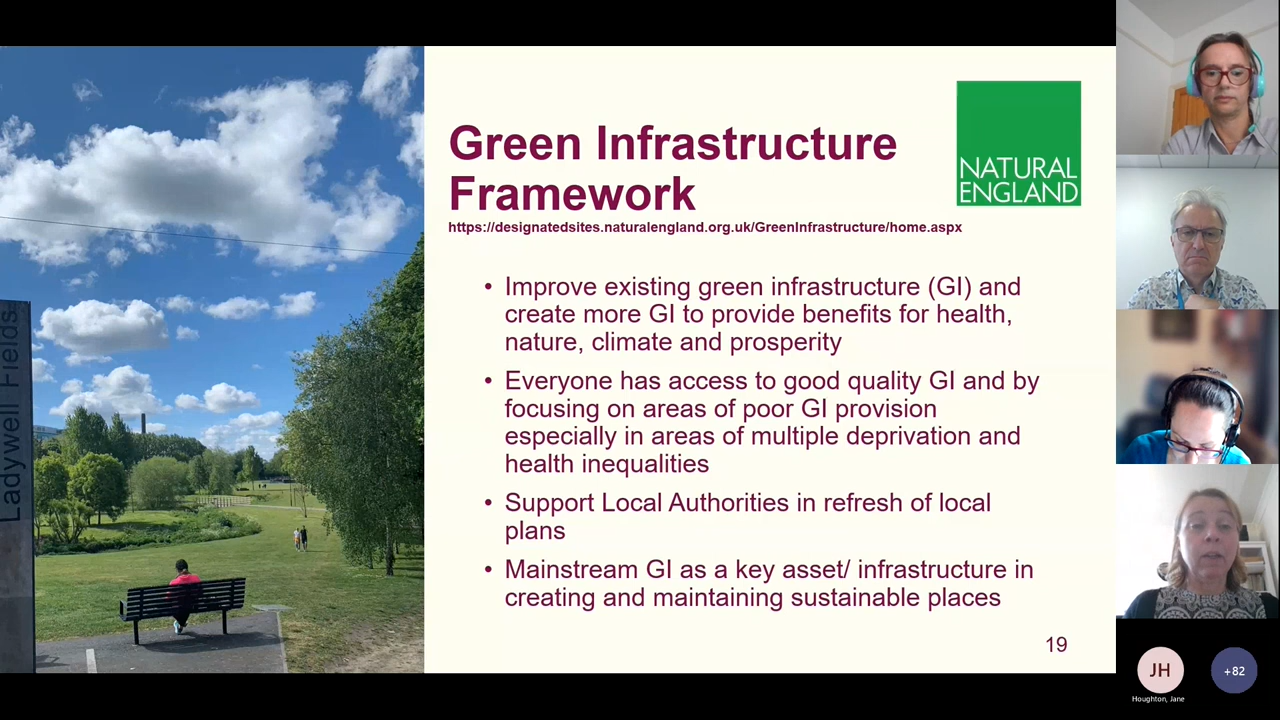 Ladywell Fields
Green Infrastructure
Framework
https://designatedsites.naturalengland.org.uk/GreenInfrastructure/home.aspx
NATURAL
ENGLAND
• Improve existing green infrastructure (GI) and
create more GI to provide benefits for health,
nature, climate and prosperity
• Everyone has access to good quality GI and by
focusing on areas of poor GI provision
especially in areas of multiple deprivation and
health inequalities
• Support Local Authorities in refresh of local
plans
• Mainstream GI as a key asset/ infrastructure in
creating and maintaining sustainable places
19
JH
+82
Houghton, Jane